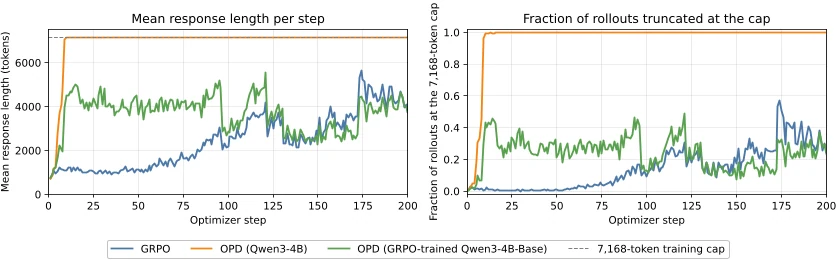 Mean response length per step
Mean response length (tokens)
6000
4000
2000
0
0 25 50 75 100 125 150 175 200
Optimizer step
Fraction of rollouts truncated at the cap
Fraction of rollouts at the 7,168-token cap
1.0
0.8
0.6
0.4
0.2
0.0
0 25 50 75 100 125 150 175 200
Optimizer step
GRPO OPD (Qwen3-4B) OPD (GRPO-trained Qwen3-4B-Base) 7,168-token training cap